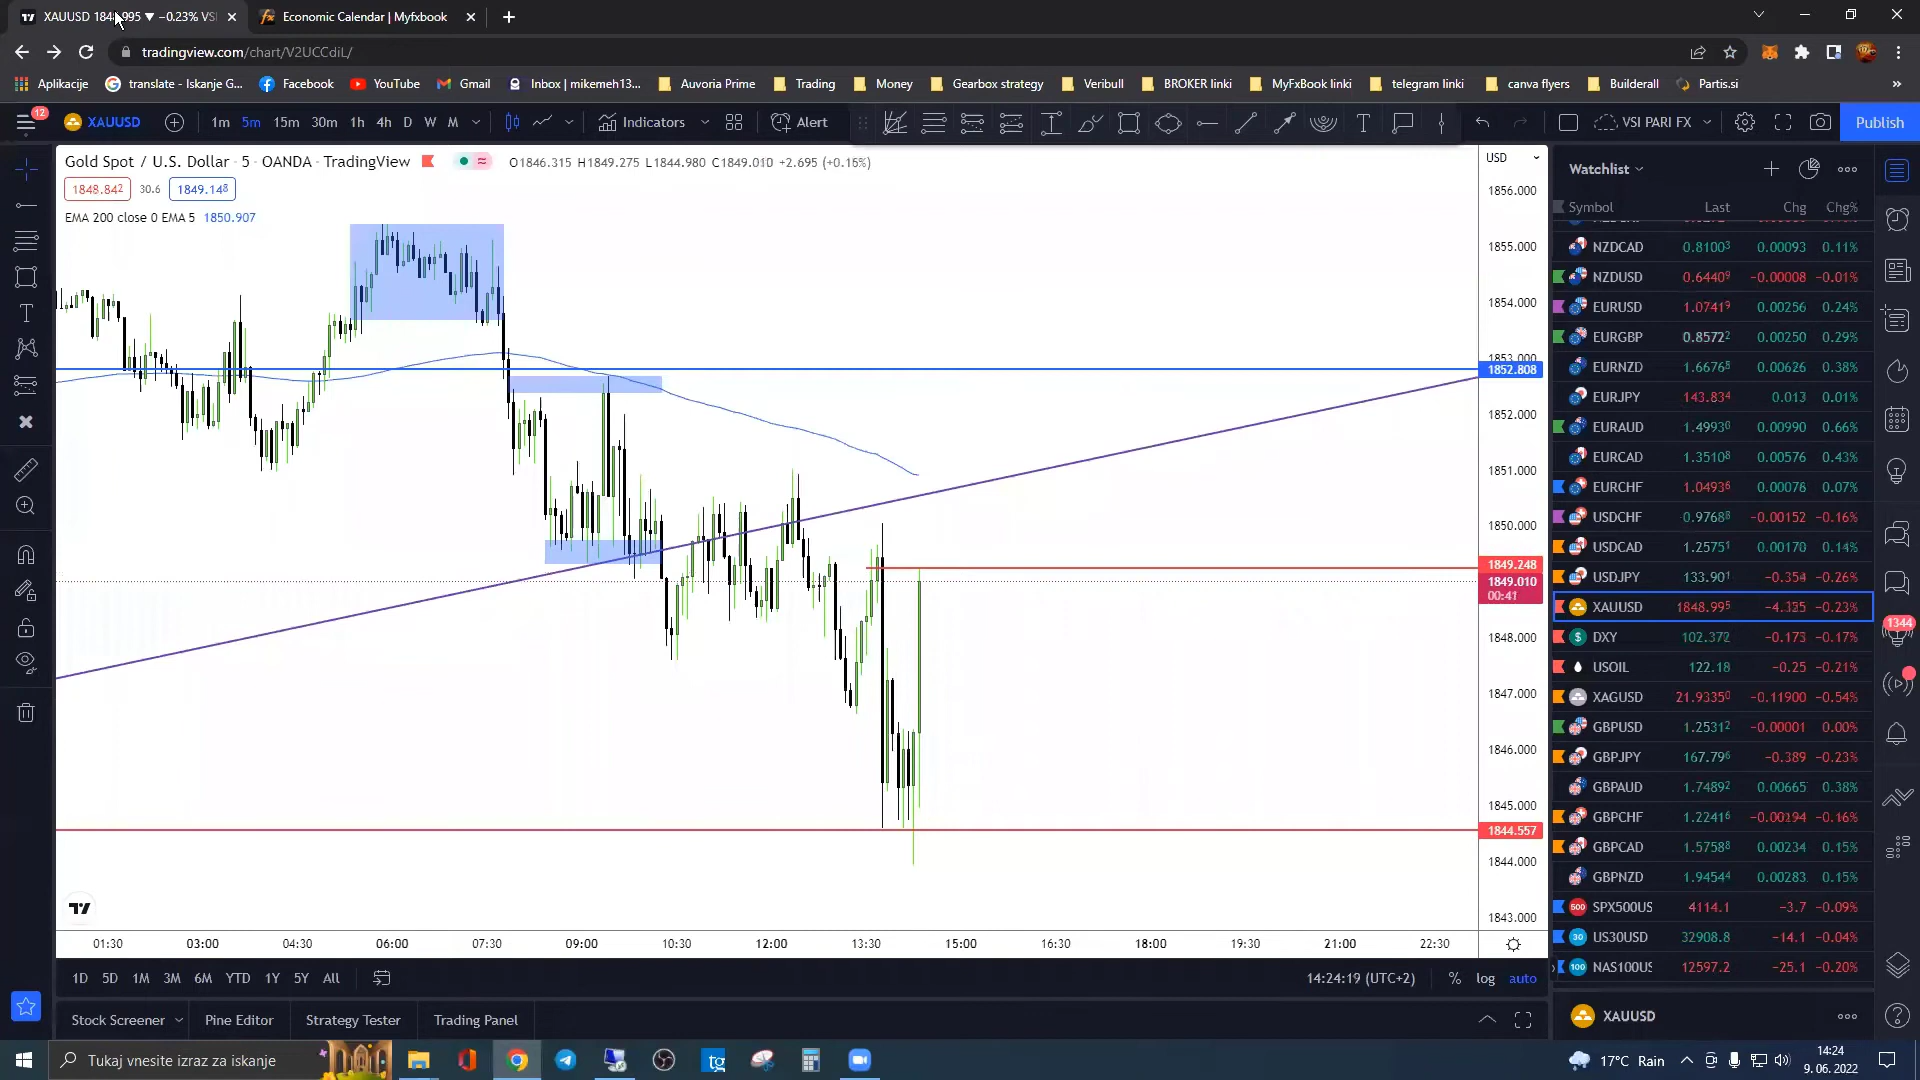 XAUUSD 184 995 ▼ −0.23% VSI
Economic Calendar | Myfxbook
tradingview.com/chart/V2UCCdiL/
Aplikacije
translate - Iskanje G...
Facebook
YouTube
Gmail
Inbox | mikemeh13...
Auvoria Prime
Trading
Money
Gearbox strategy
Veribull
BROKER linki
MyFxBook linki
telegram linki
canva flyers
Builderall
Partis.si
»
12
XAUUSD
1m 5m 15m 30m 1h 4h D W M
Indicators
Alert
VSI PARI FX
Publish
Gold Spot / U.S. Dollar · 5 · OANDA · TradingView
O1846.315 H1849.275 L1844.980 C1849.010 +2.695 (+0.15%)
1848.842 30.6 1849.148
EMA 200 close 0 EMA 5 1850.907
USD
1856.000
1855.000
1854.000
1853.000
1852.808
1852.000
1851.000
1850.000
1849.248
1849.010
00:41
1848.000
1847.000
1846.000
1845.000
1844.557
1844.000
1843.000
01:30 03:00 04:30 06:00 07:30 09:00 10:30 12:00 13:30 15:00 16:30 18:00 19:30 21:00 22:30
1D 5D 1M 3M 6M YTD 1Y 5Y All
14:24:19 (UTC+2) % log auto
Stock Screener
Pine Editor
Strategy Tester
Trading Panel
Watchlist
Symbol Last Chg Chg%
NZDCAD 0.81003 0.00093 0.11%
NZDUSD 0.64409 −0.00008 −0.01%
EURUSD 1.07419 0.00256 0.24%
EURGBP 0.85722 0.00250 0.29%
EURNZD 1.66765 0.00626 0.38%
EURJPY 143.834 0.013 0.01%
EURAUD 1.49930 0.00990 0.66%
EURCAD 1.35108 0.00576 0.43%
EURCHF 1.04936 0.00076 0.07%
USDCHF 0.97688 −0.00152 −0.16%
USDCAD 1.25751 0.00170 0.14%
USDJPY 133.901 −0.354 −0.26%
XAUUSD 1848.995 −4.325 −0.23%
DXY 102.372 −0.173 −0.17%
USOIL 122.18 −0.25 −0.21%
XAGUSD 21.93350 −0.11900 −0.54%
GBPUSD 1.25312 −0.00001 0.00%
GBPJPY 167.796 −0.389 −0.23%
GBPAUD 1.74892 0.00665 0.38%
GBPCHF 1.22416 −0.00194 −0.16%
GBPCAD 1.57588 0.00234 0.15%
GBPNZD 1.94544 0.00283 0.15%
500 SPX500US 4114.1 −3.7 −0.09%
30 US30USD 32908.8 −14.1 −0.04%
100 NAS100US 12597.2 −25.1 −0.20%
XAUUSD
1344
Tukaj vnesite izraz za iskanje
tg
17°C Rain
14:24
9. 06. 2022